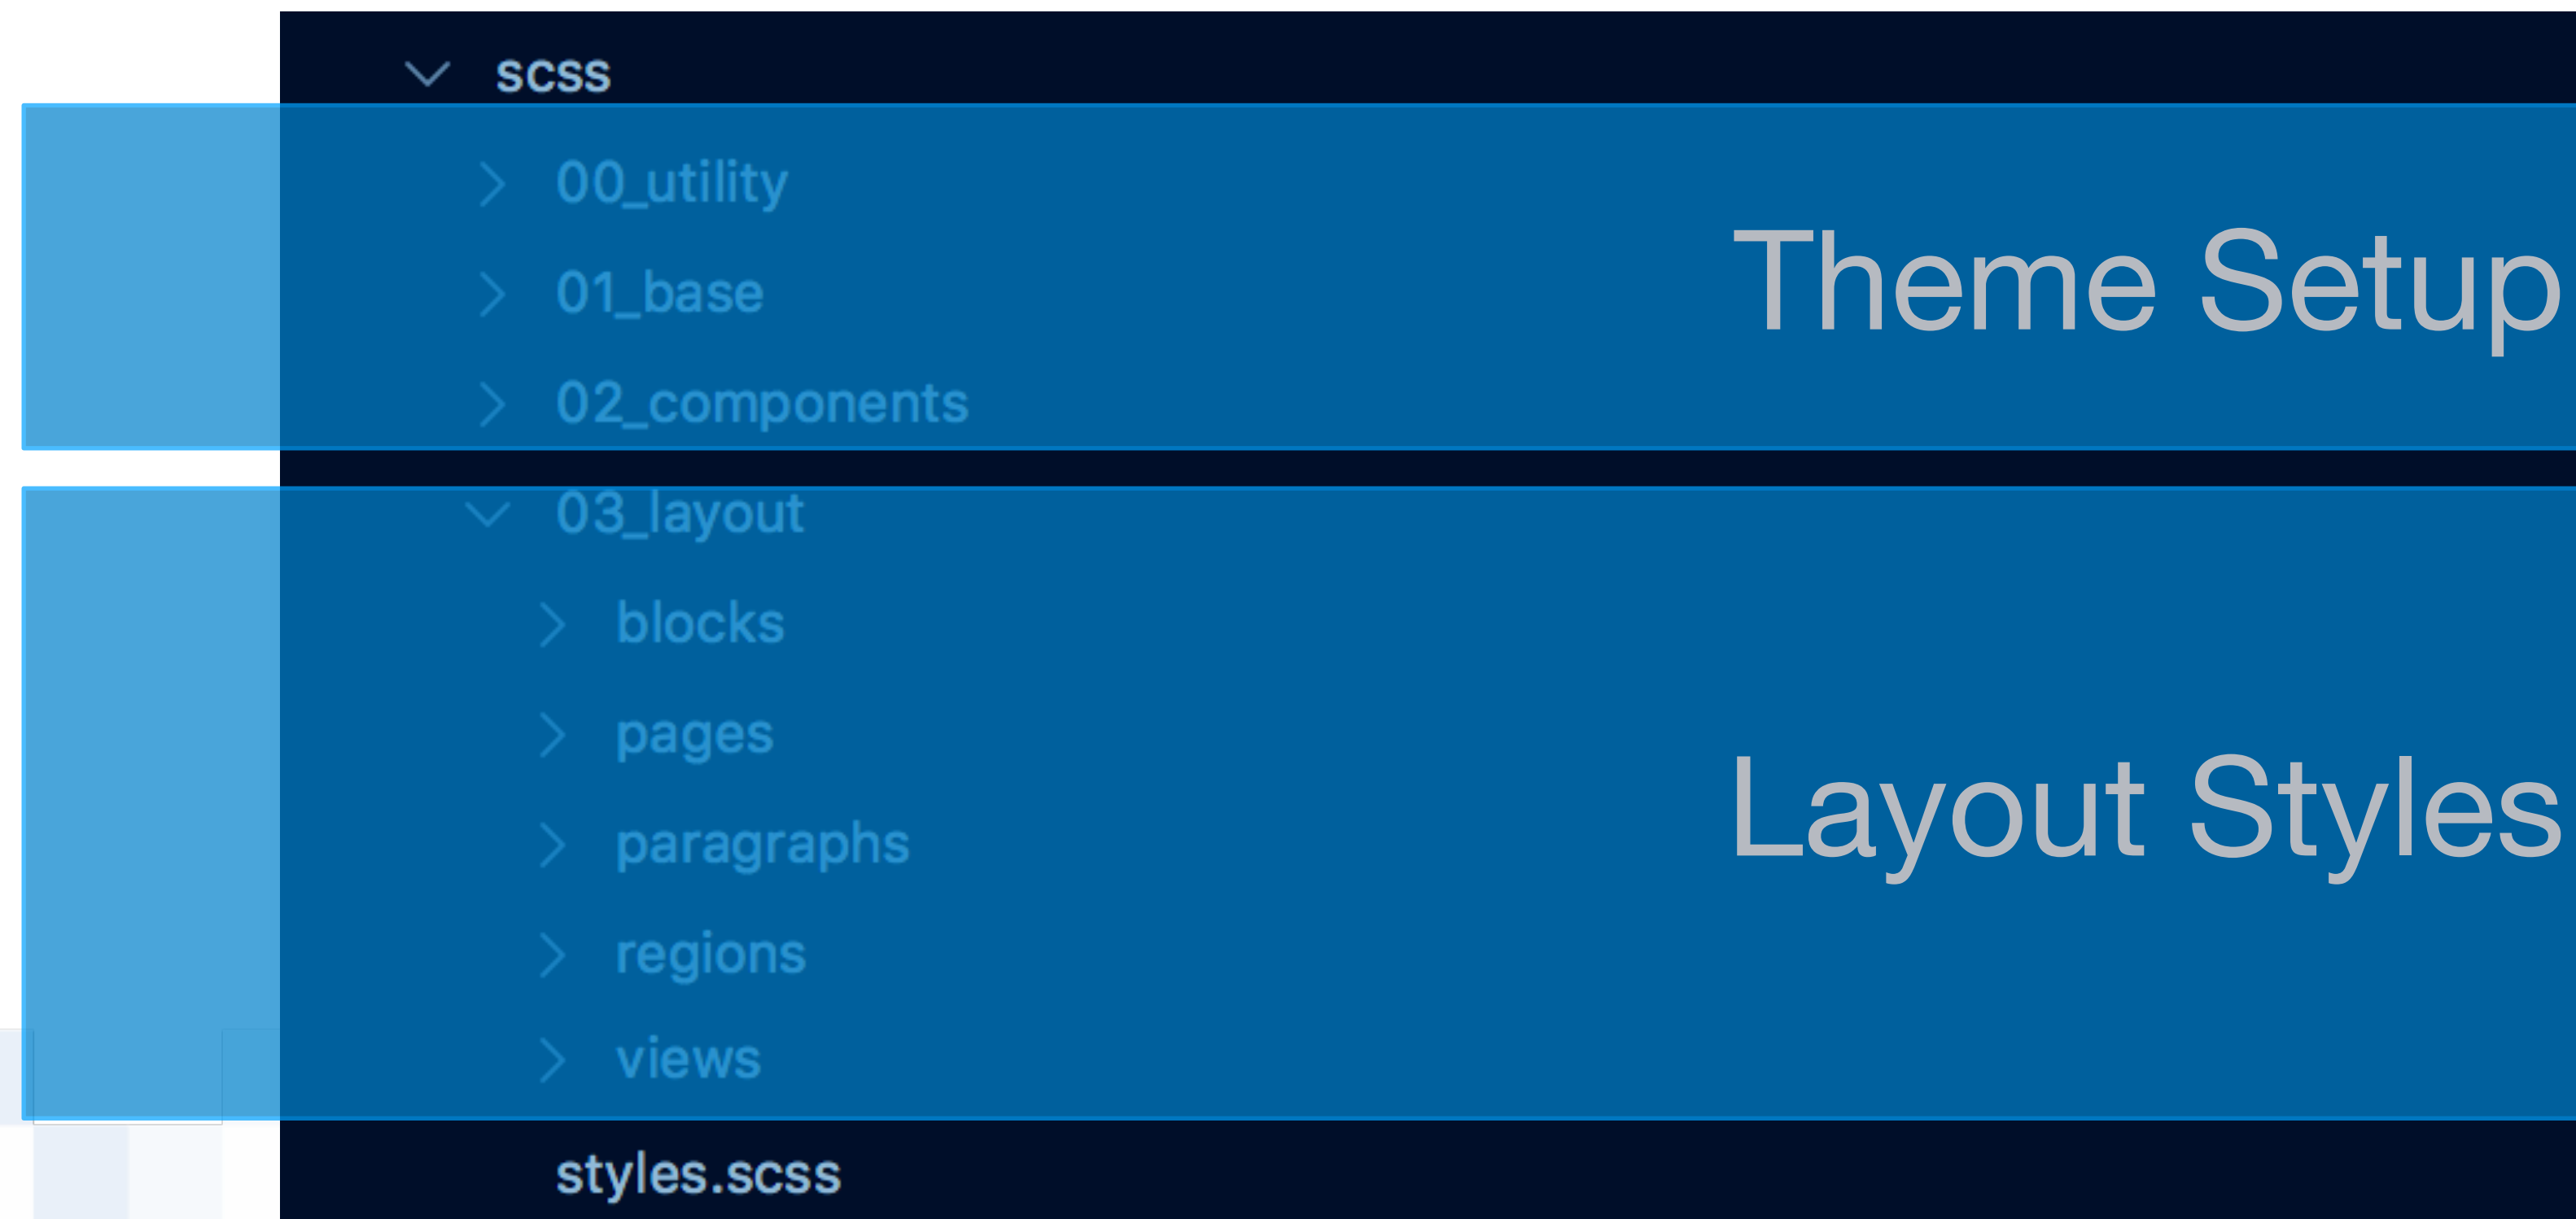 scss
00_utility
01_base
02_components
Theme Setup
03_layout
blocks
pages
paragraphs
regions
views
Layout Styles
styles.scss